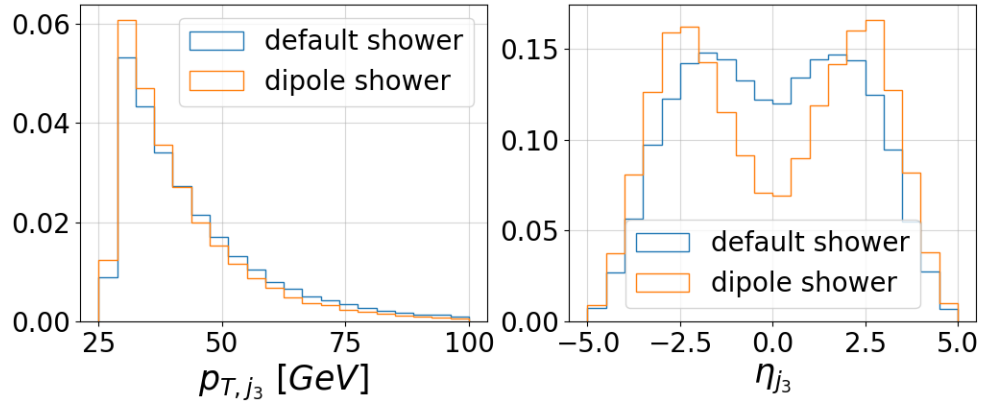 0.06
0.04
0.02
0.00
default shower
dipole shower
25
50
75
100
p_{T, j_3} [GeV]
0.15
0.10
0.05
0.00
default shower
dipole shower
−5.0
−2.5
0.0
2.5
5.0
η_{j_3}